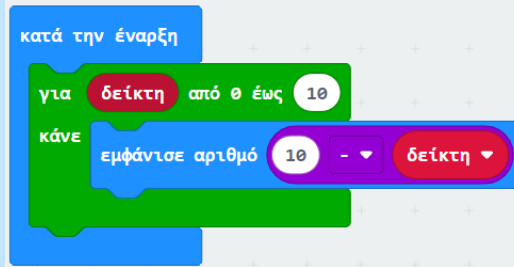 κατά την έναρξη
για δείκτη από 0 έως 10
κάνε
εμφάνισε αριθμό 10 - δείκτη